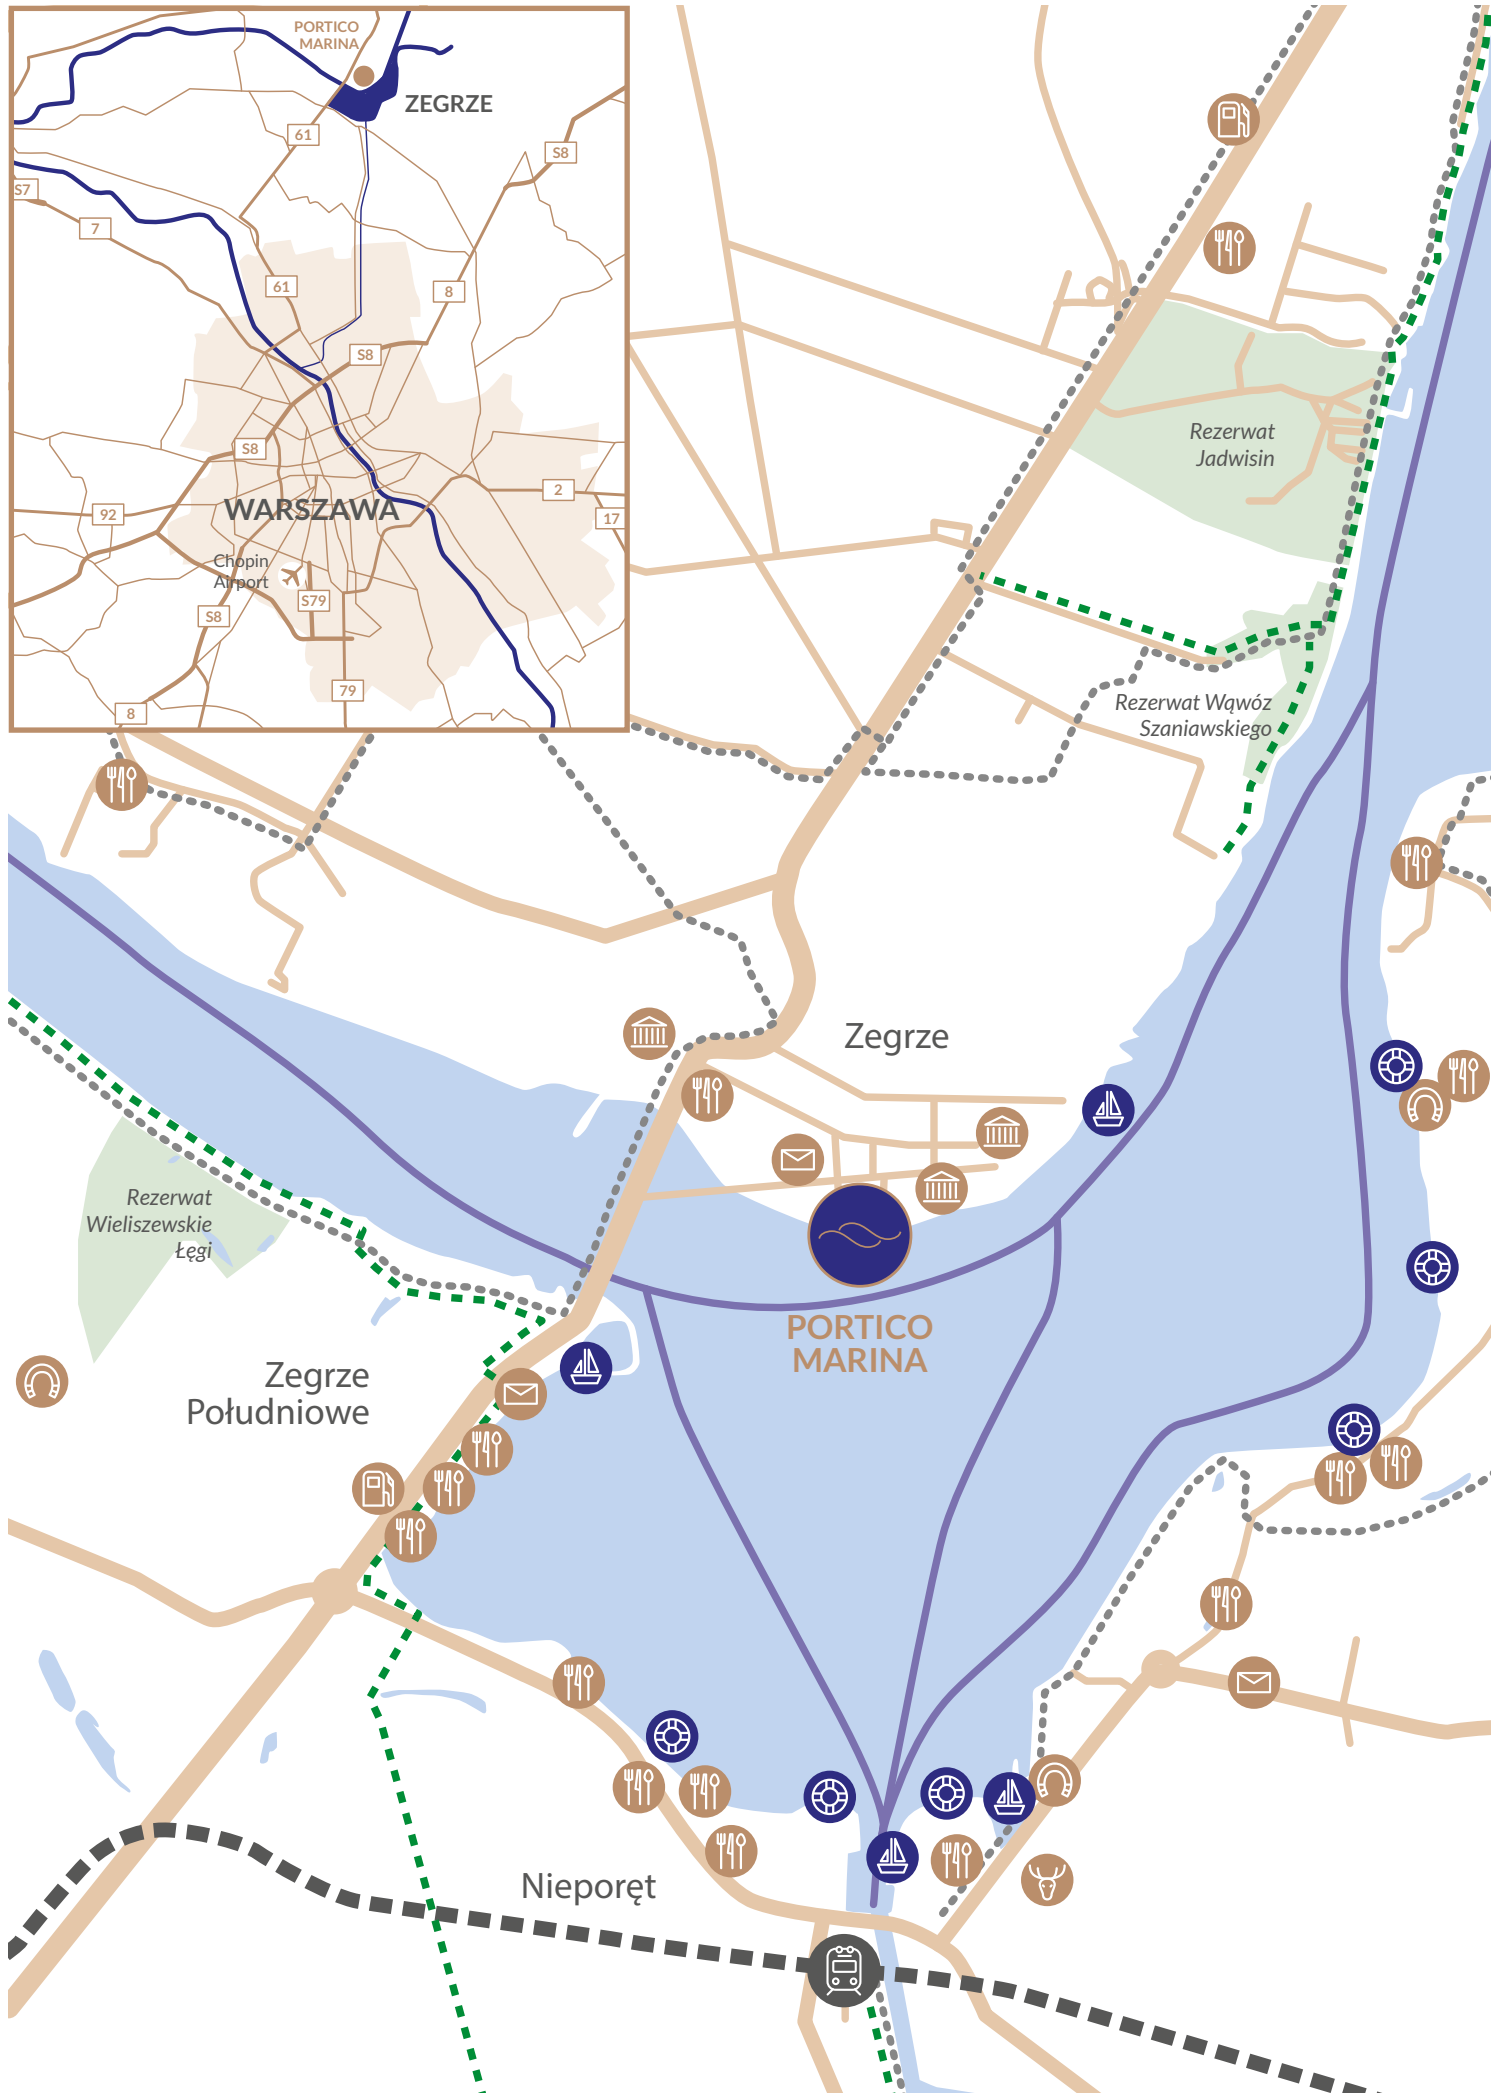 PORTICO
MARINA
ZEGRZE
61
S8
S7
7
61
8
S8
S8
WARSZAWA
2
92
17
Chopin
Airport
S79
S8
79
8
Rezerwat
Jadwisin
Rezerwat Wąwóz
Szaniawskiego
Zegrze
Rezerwat
Wieliszewskie
Łęgi
PORTICO
MARINA
Zegrze
Południowe
Nieporęt